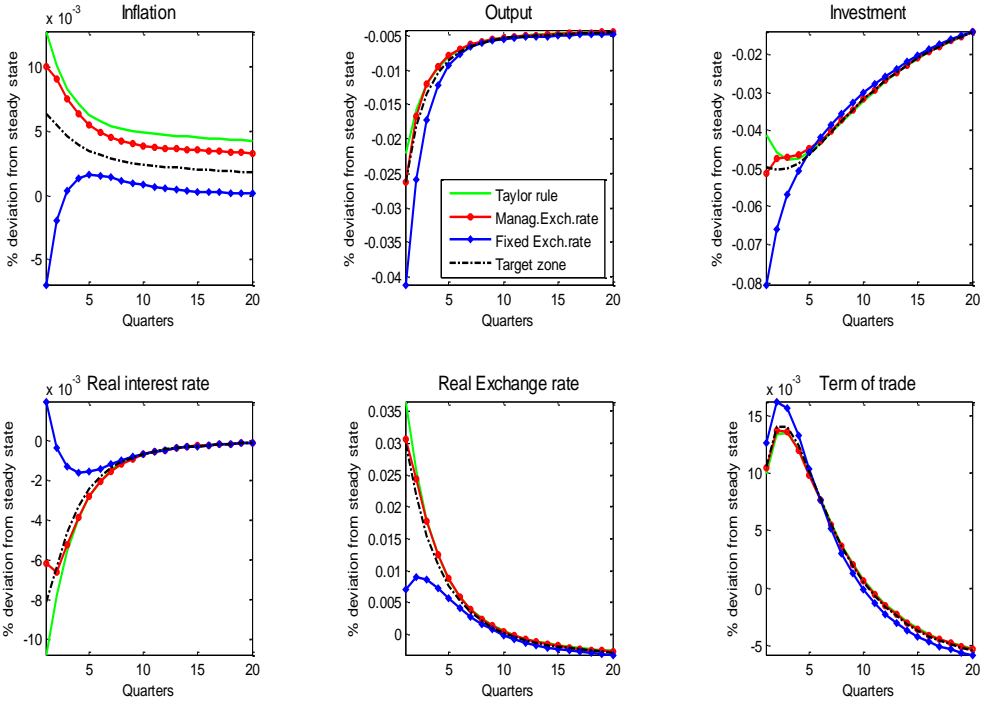 x 10⁻³ Inflation
% deviation from steady state
10
5
0
-5
5 10 15 20
Quarters
Output
% deviation from steady state
-0.005
-0.01
-0.015
-0.02
-0.025
-0.03
-0.035
-0.04
Taylor rule
Manag.Exch.rate
Fixed Exch.rate
Target zone
5 10 15 20
Quarters
Investment
% deviation from steady state
-0.02
-0.03
-0.04
-0.05
-0.06
-0.07
-0.08
5 10 15 20
Quarters
x 10⁻³ Real interest rate
% deviation from steady state
0
-2
-4
-6
-8
-10
5 10 15 20
Quarters
Real Exchange rate
% deviation from steady state
0.035
0.03
0.025
0.02
0.015
0.01
0.005
0
5 10 15 20
Quarters
x 10⁻³ Term of trade
% deviation from steady state
15
10
5
0
-5
5 10 15 20
Quarters